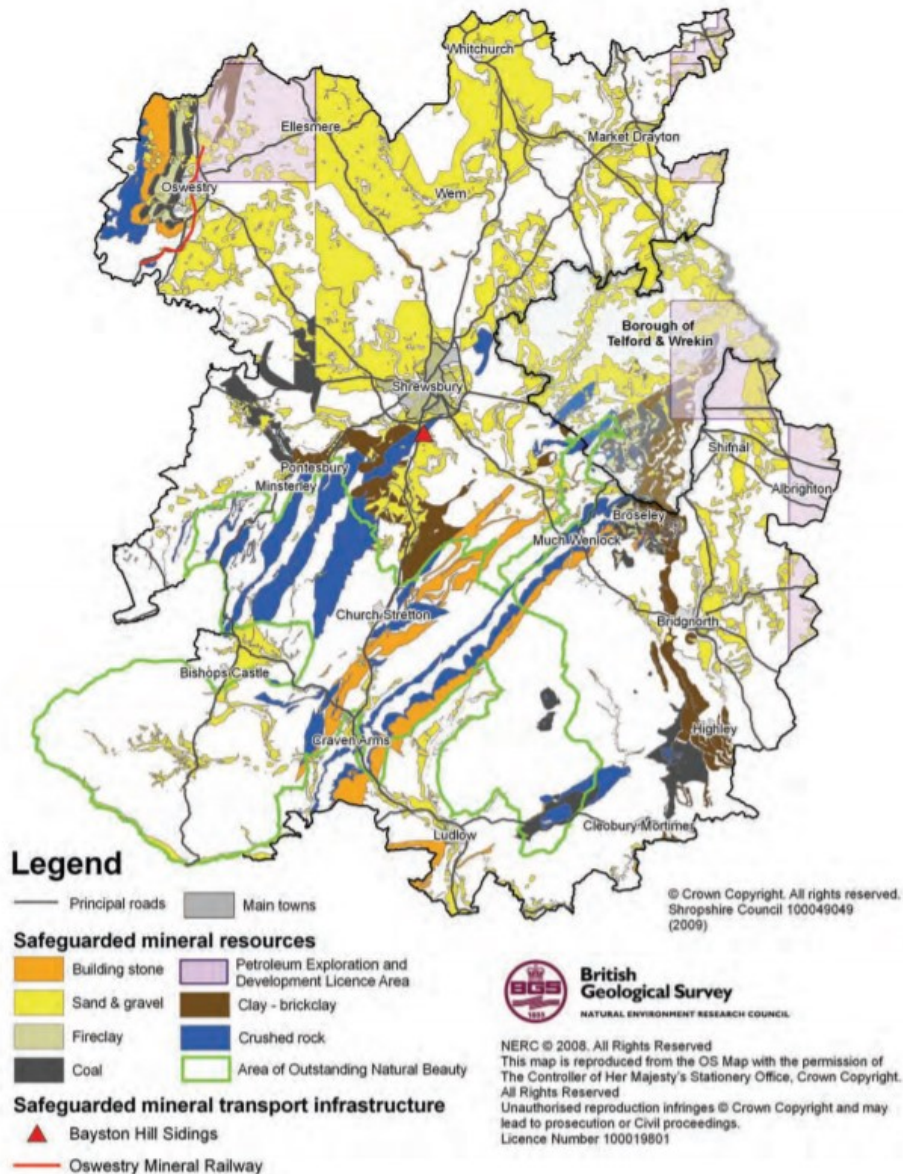 Whitchurch
Ellesmere
Market Drayton
Oswestry
Wem
Borough of
Telford & Wrekin
Shrewsbury
Shifnal
Pontesbury
Minsterley
Albrighton
Broseley
Much Wenlock
Church Stretton
Bridgnorth
Bishops Castle
Highley
Craven Arms
Cleobury Mortimer
Ludlow
Legend
Principal roads
Main towns
Safeguarded mineral resources
Building stone
Petroleum Exploration and
Development Licence Area
Sand & gravel
Clay - brickclay
Fireclay
Crushed rock
Coal
Area of Outstanding Natural Beauty
Safeguarded mineral transport infrastructure
Bayston Hill Sidings
Oswestry Mineral Railway
© Crown Copyright. All rights reserved.
Shropshire Council 100049049
(2009)
BGS
1835
British
Geological Survey
NATURAL ENVIRONMENT RESEARCH COUNCIL
NERC © 2008. All Rights Reserved
This map is reproduced from the OS Map with the permission of
The Controller of Her Majesty's Stationery Office, Crown Copyright.
All Rights Reserved
Unauthorised reproduction infringes © Crown Copyright and may
lead to prosecution or Civil proceedings.
Licence Number 100019801